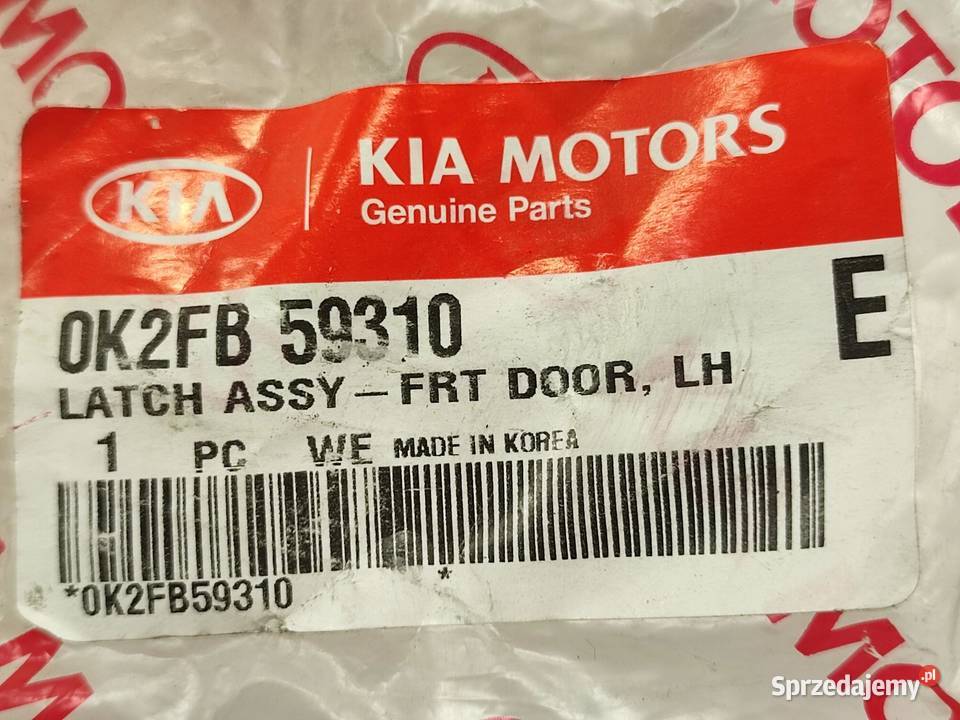 KIA
KIA MOTORS
Genuine Parts
0K2FB 59310
E
LATCH ASSY-FRT DOOR, LH
1 PC WE MADE IN KOREA
*0K2FB59310 *
Sprzedajemy.pl